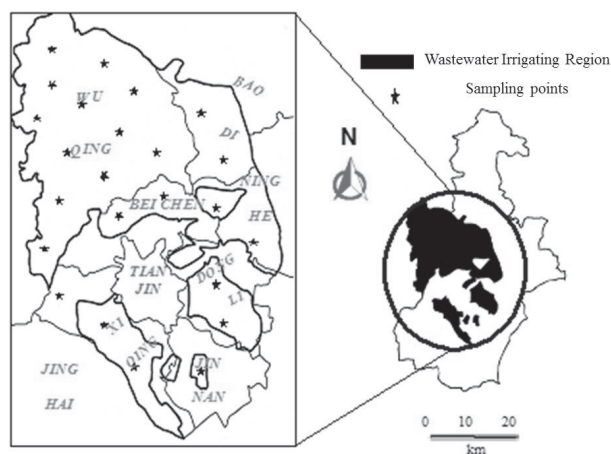 Wastewater Irrigating Region
Sampling points
N
BAO
DI
WU
QING
NING
HE
BEI CHEN
TIAN
JIN
DONG
LI
XI
QING
JIN
NAN
JING
HAI
0 10 20
km